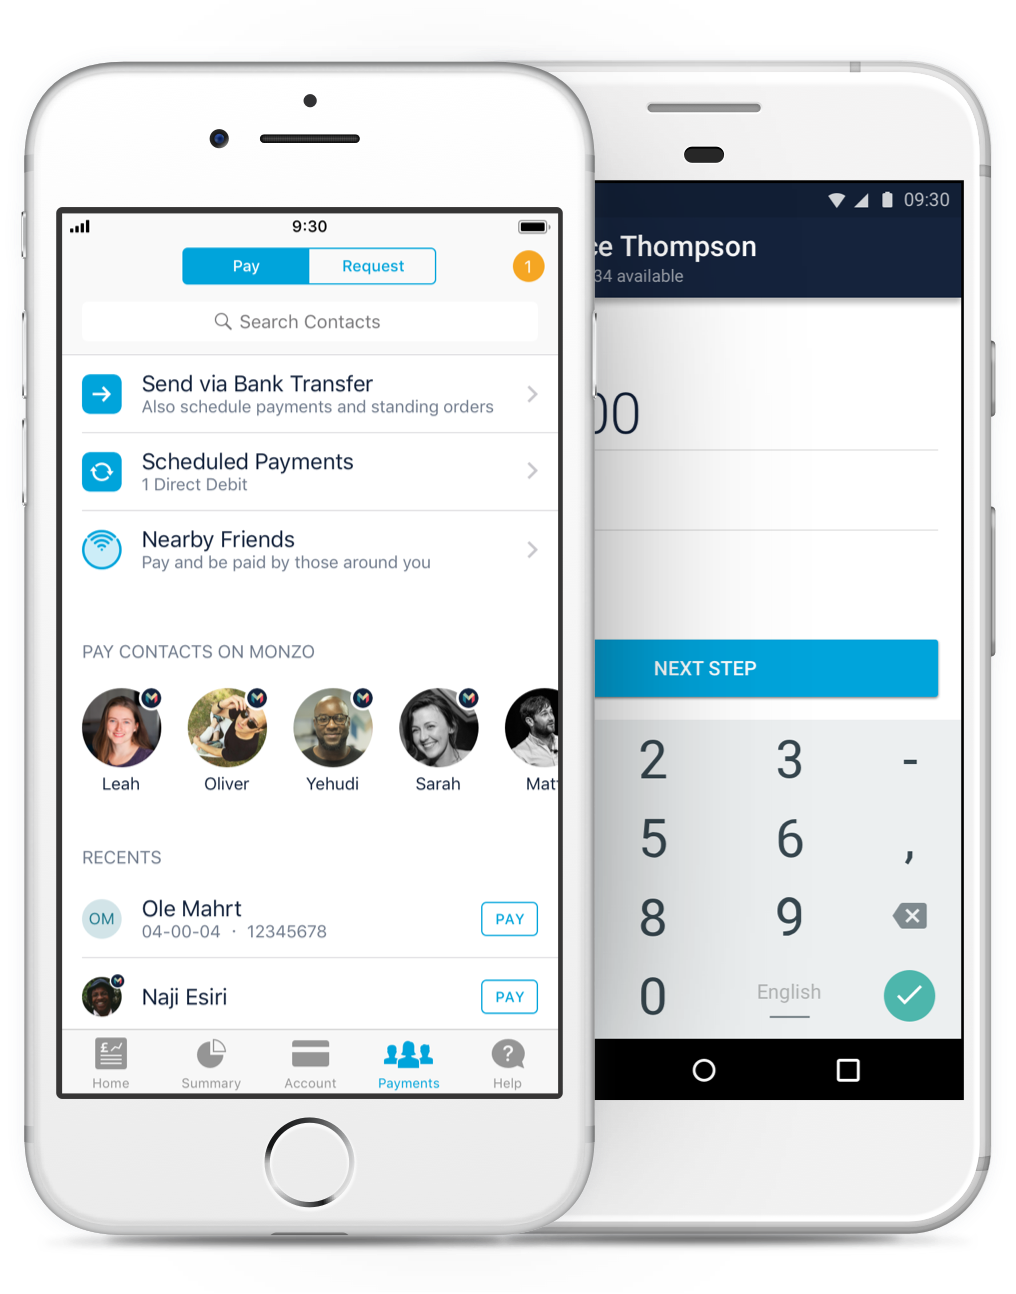 9:30
Pay
Request
1
Search Contacts
Send via Bank Transfer
Also schedule payments and standing orders
Scheduled Payments
1 Direct Debit
Nearby Friends
Pay and be paid by those around you
PAY CONTACTS ON MONZO
Leah
Oliver
Yehudi
Sarah
Mat
RECENTS
OM
Ole Mahrt
04-00-04 · 12345678
PAY
Naji Esiri
PAY
£
Home
Summary
Account
Payments
?
Help
09:30
ce Thompson
34 available
00
NEXT STEP
2 3 -
5 6 ,
8 9
0 English